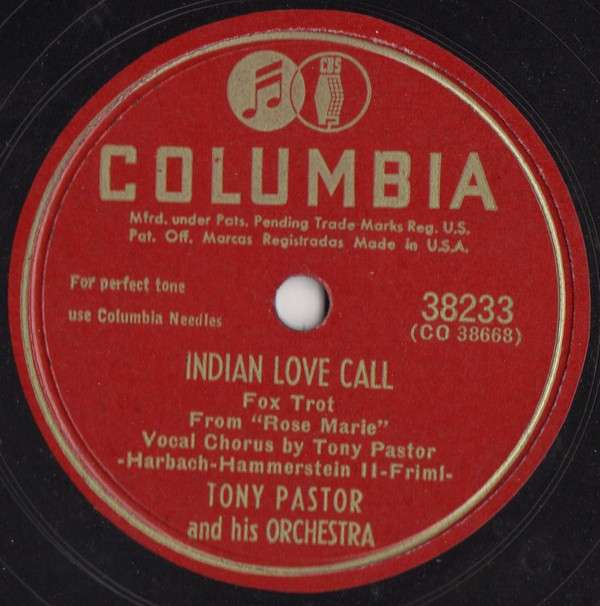 CBS
COLUMBIA
Mfrd. under Pats. Pending Trade Marks Reg. U.S.
Pat. Off. Marcas Registradas Made in U.S.A.
For perfect tone
use Columbia Needles
38233
(CO 38668)
INDIAN LOVE CALL
Fox Trot
From "Rose Marie"
Vocal Chorus by Tony Pastor
-Harbach-Hammerstein II-Friml-
TONY PASTOR
and his ORCHESTRA